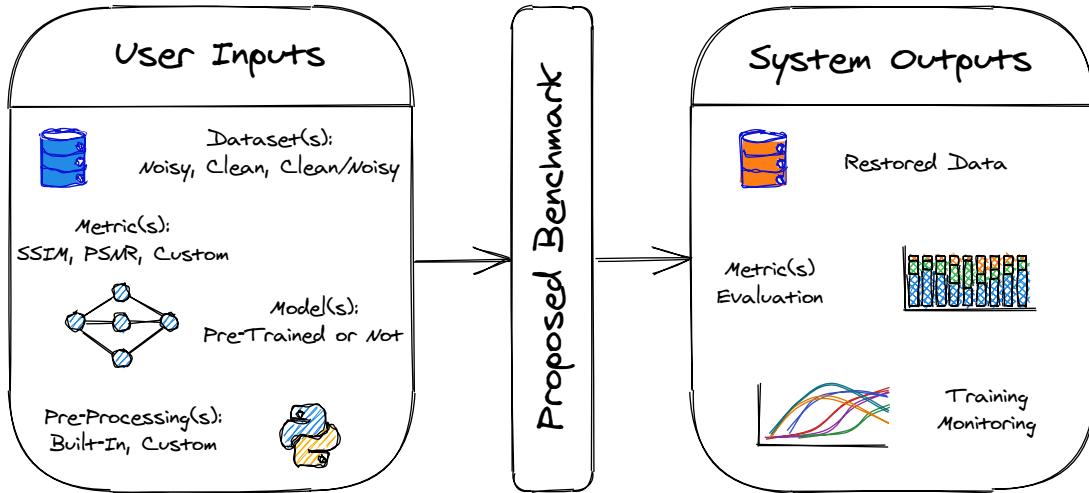 User Inputs
Dataset(s):
Noisy, Clean, Clean/Noisy
Metric(s):
SSIM, PSNR, Custom
Model(s):
Pre-Trained or Not
Pre-Processing(s):
Built-In, Custom
Proposed Benchmark
System Outputs
Restored Data
Metric(s)
Evaluation
Training
Monitoring